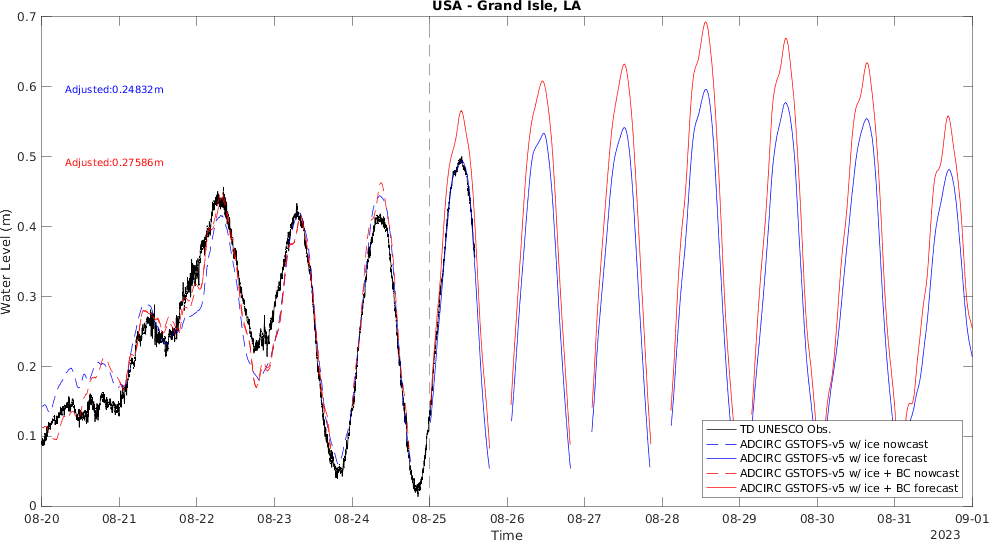 USA - Grand Isle, LA
0.7
0.6
0.5
0.4
0.3
0.2
0.1
0
Water Level (m)
Adjusted:0.24832m
Adjusted:0.27586m
TD UNESCO Obs.
ADCIRC GSTOFS-v5 w/ ice nowcast
ADCIRC GSTOFS-v5 w/ ice forecast
ADCIRC GSTOFS-v5 w/ ice + BC nowcast
ADCIRC GSTOFS-v5 w/ ice + BC forecast
08-20 08-21 08-22 08-23 08-24 08-25 08-26 08-27 08-28 08-29 08-30 08-31 09-01
Time
2023